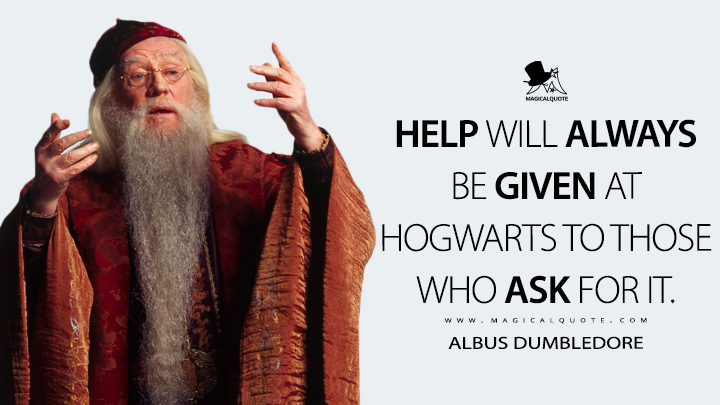 MAGICALQUOTE
HELP WILL ALWAYS
BE GIVEN AT
HOGWARTS TO THOSE
WHO ASK FOR IT.
WWW.MAGICALQUOTE.COM
ALBUS DUMBLEDORE